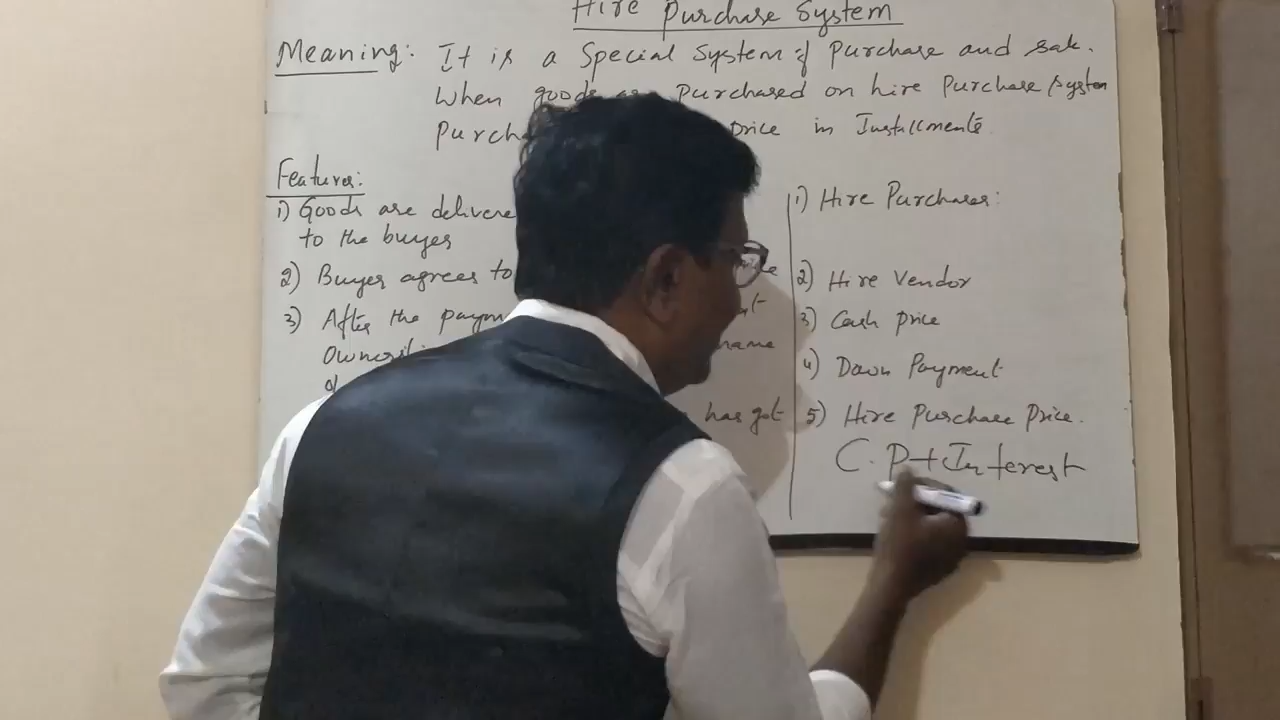 Hire Purchase System
Meaning: It is a Special System of Purchase and sale.
When goods are Purchased on hire Purchase System
Purch price in Installments
Features:
1) Goods are delivere
to the buyer
2) Buyer agrees to
3) After the paym
name
has got
1) Hire Purchaser:
2) Hire Vendor
3) Cash price
4) Down Payment
5) Hire Purchase Price.
C.P + Interest